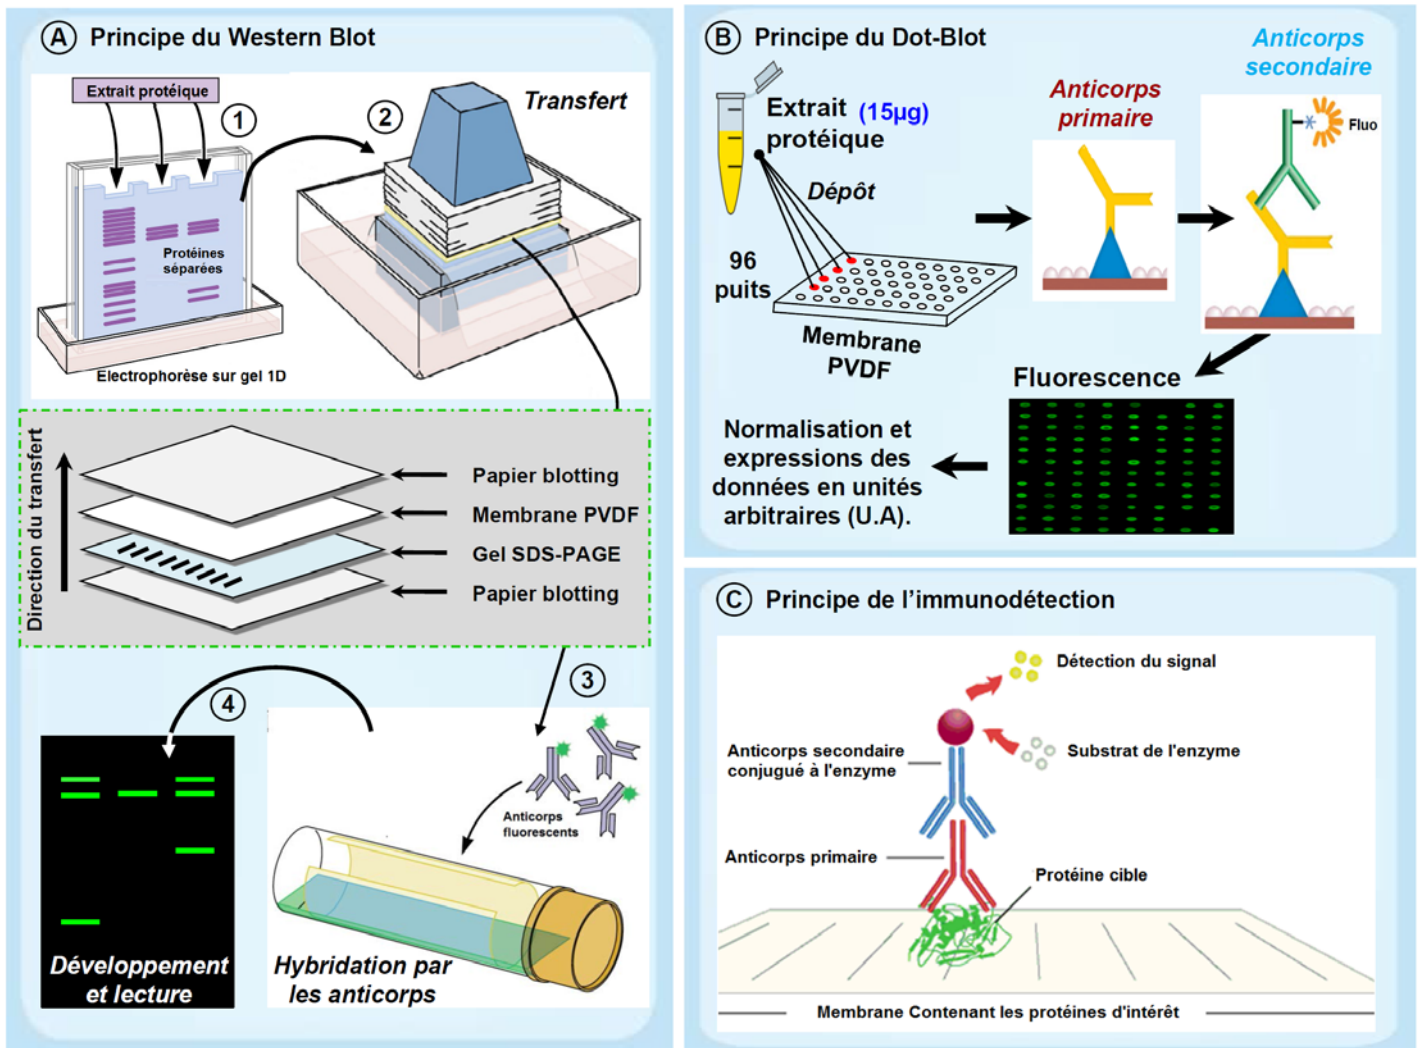 A Principe du Western Blot
Extrait protéique
1
2
Transfert
Protéines
séparées
Electrophorèse sur gel 1D
Direction du transfert
Papier blotting
Membrane PVDF
Gel SDS-PAGE
Papier blotting
3
4
Anticorps
fluorescents
Développement
et lecture
Hybridation par
les anticorps
B Principe du Dot-Blot
Extrait (15µg)
protéique
Dépôt
96
puits
Membrane
PVDF
Anticorps
primaire
Anticorps
secondaire
Fluo
Fluorescence
Normalisation et
expressions des
données en unités
arbitraires (U.A).
C Principe de l'immunodétection
Détection du signal
Substrat de l'enzyme
Anticorps secondaire
conjugué à l'enzyme
Anticorps primaire
Protéine cible
Membrane Contenant les protéines d'intérêt